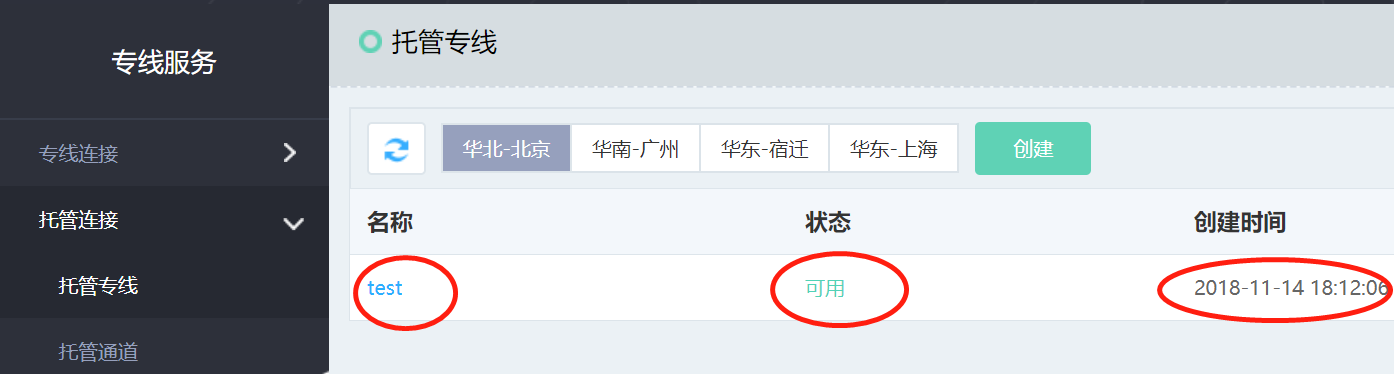 专线服务
专线连接
托管连接
托管专线
托管通道
托管专线
华北-北京 华南-广州 华东-宿迁 华东-上海 创建
名称 状态 创建时间
test 可用 2018-11-14 18:12:06